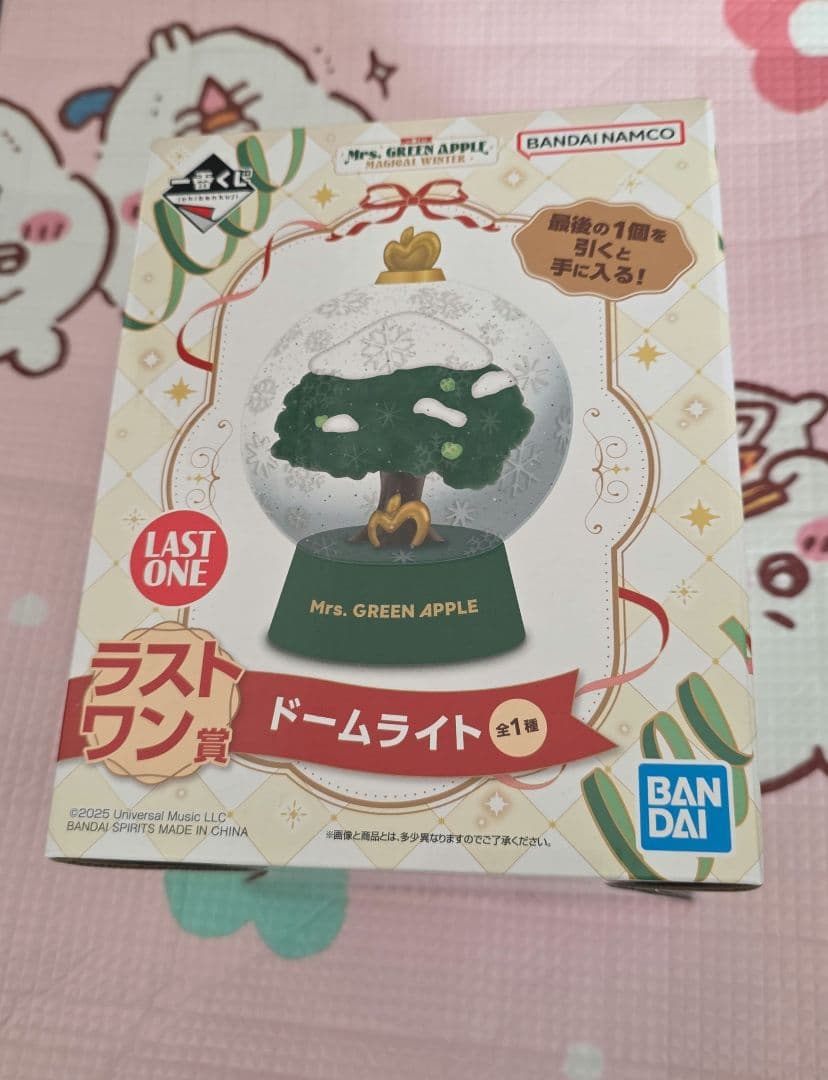 一番くじ
ichibankuji
Mrs. GREEN APPLE
MAGICAL WINTER
BANDAI NAMCO
最後の1個を
引くと
手に入る!
Mrs. GREEN APPLE
LAST
ONE
ラスト
ワン賞
ドームライト 全1種
©2025 Universal Music LLC
BANDAI SPIRITS MADE IN CHINA
※画像と商品とは、多少異なりますのでご了承ください。
BAN
DAI